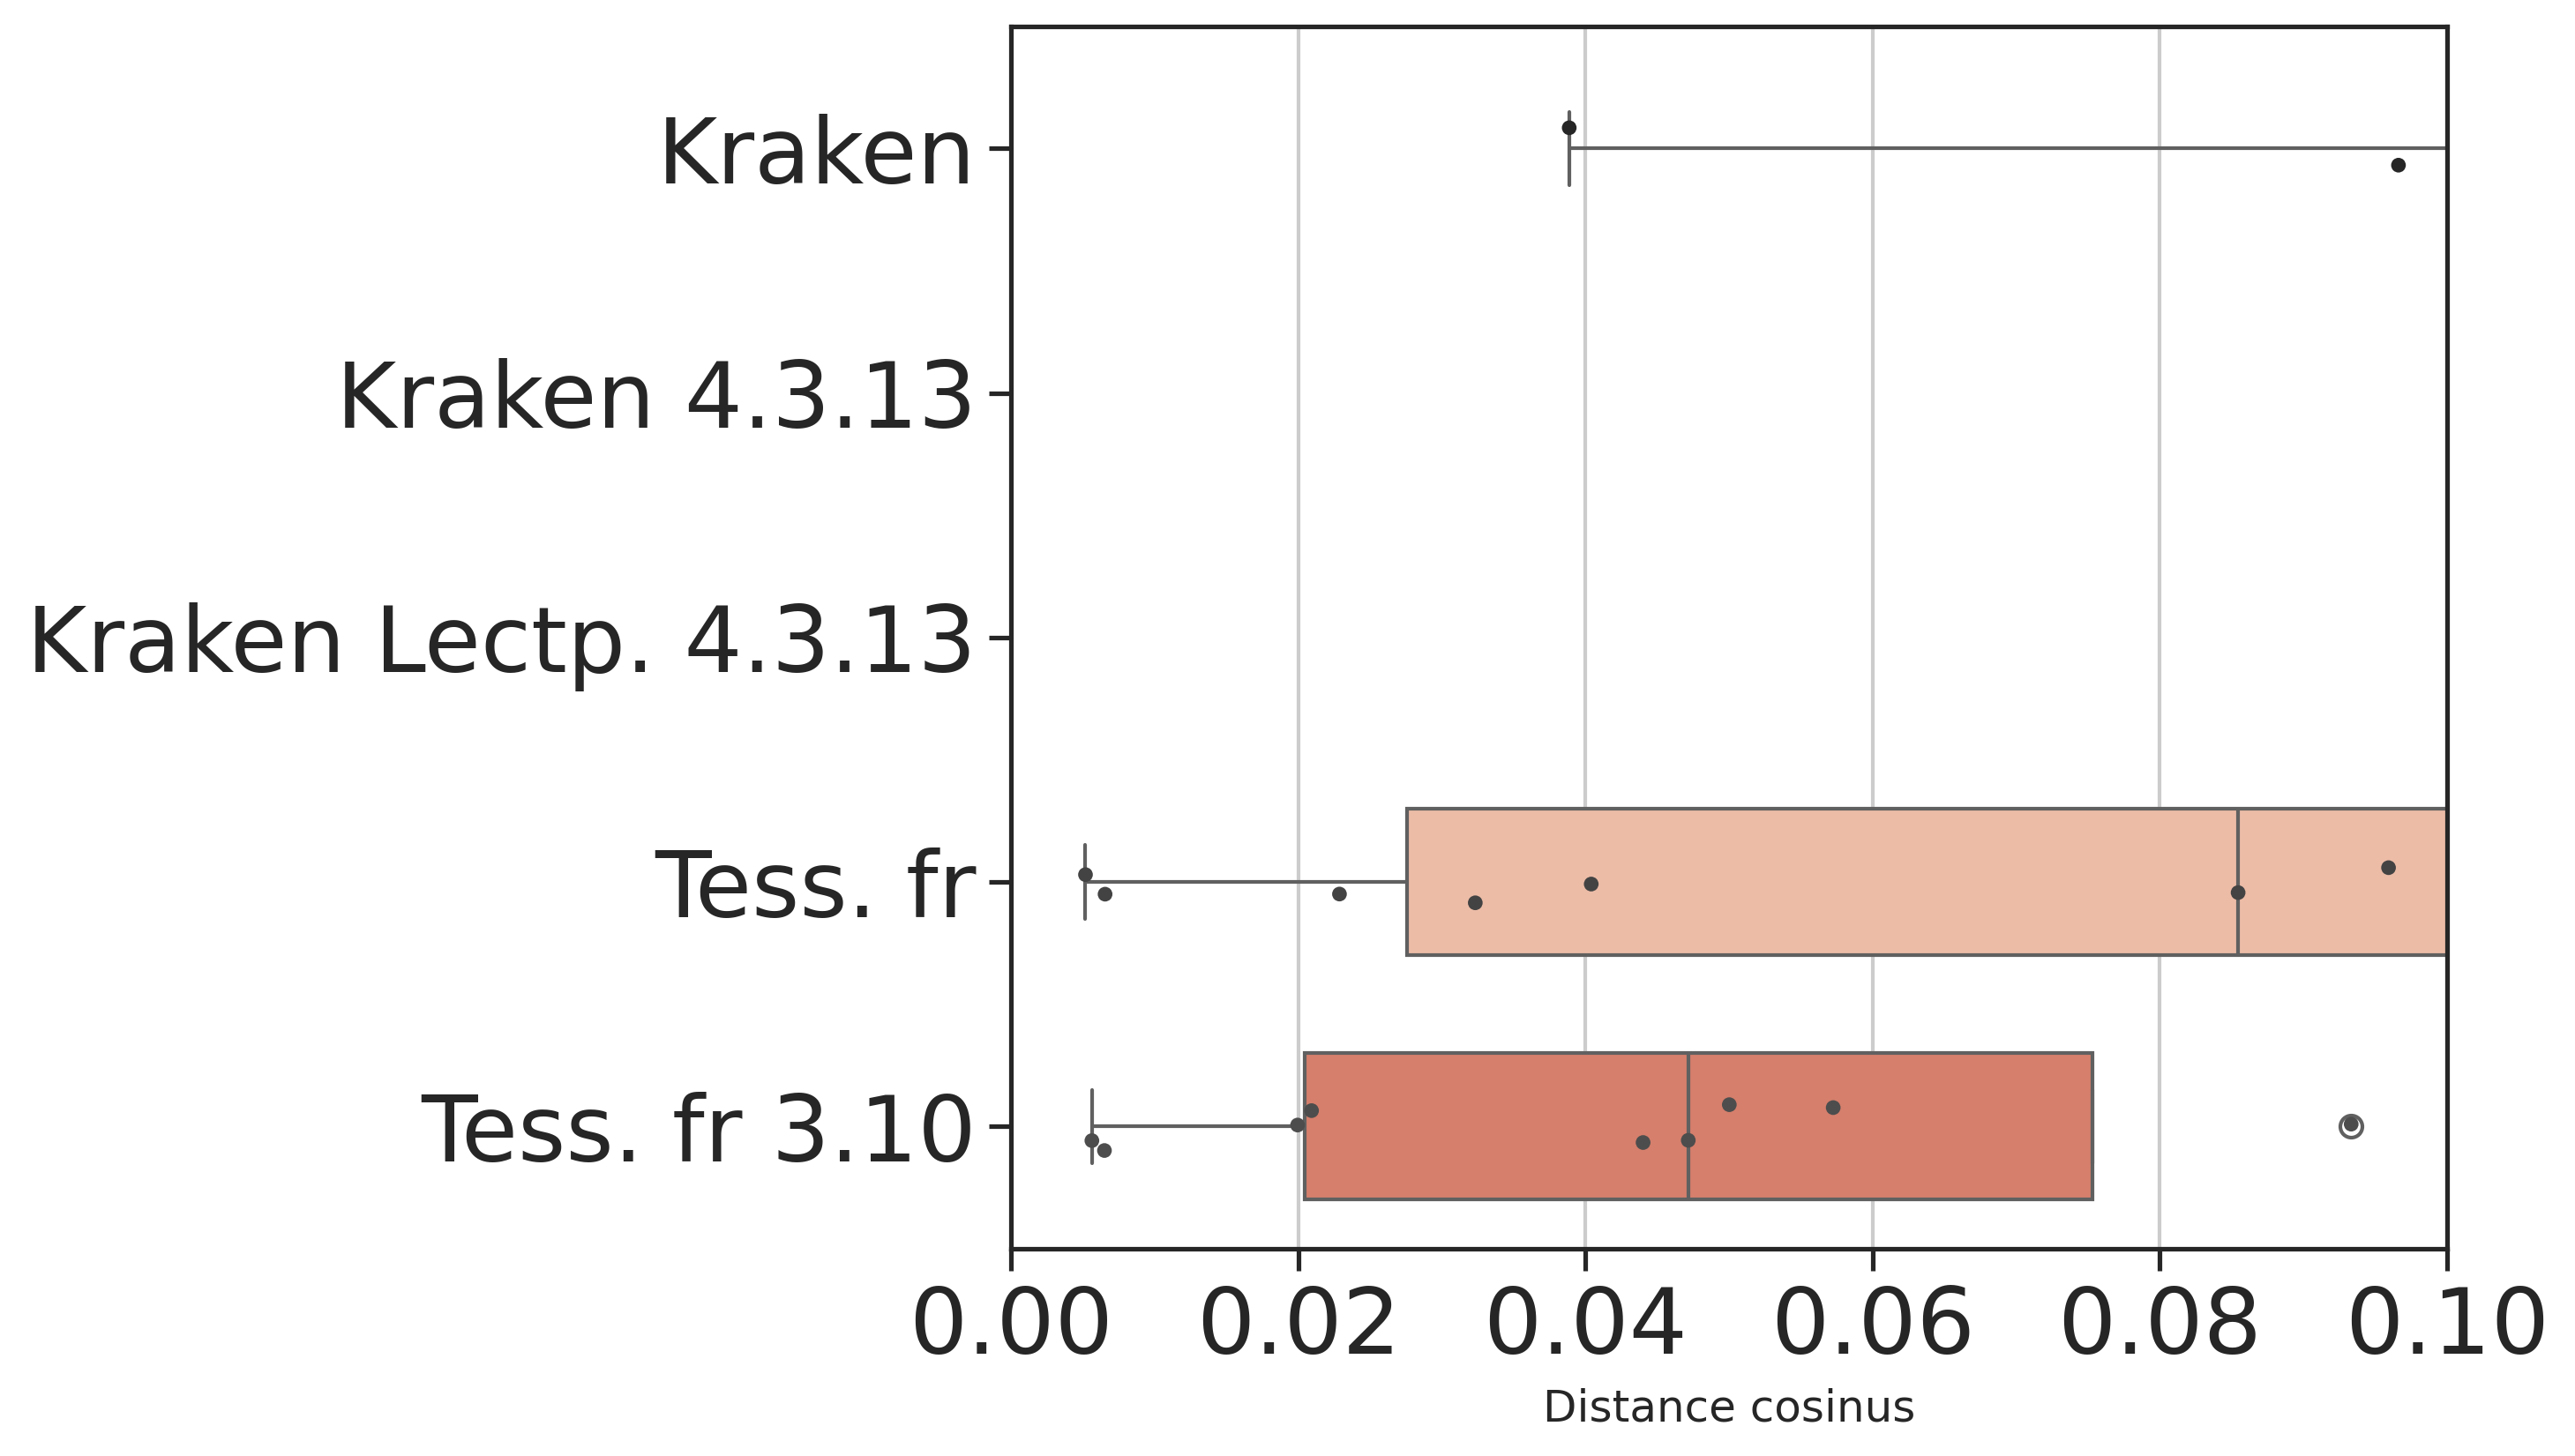 Kraken
Kraken 4.3.13
Kraken Lectp. 4.3.13
Tess. fr
Tess. fr 3.10
0.00 0.02 0.04 0.06 0.08 0.10
Distance cosinus